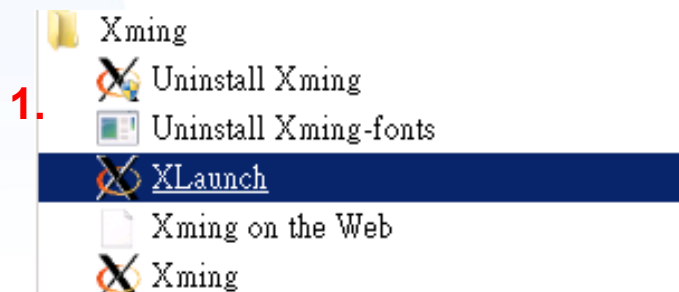 Xming
Uninstall Xming
1.
Uninstall Xming-fonts
XLaunch
Xming on the Web
Xming